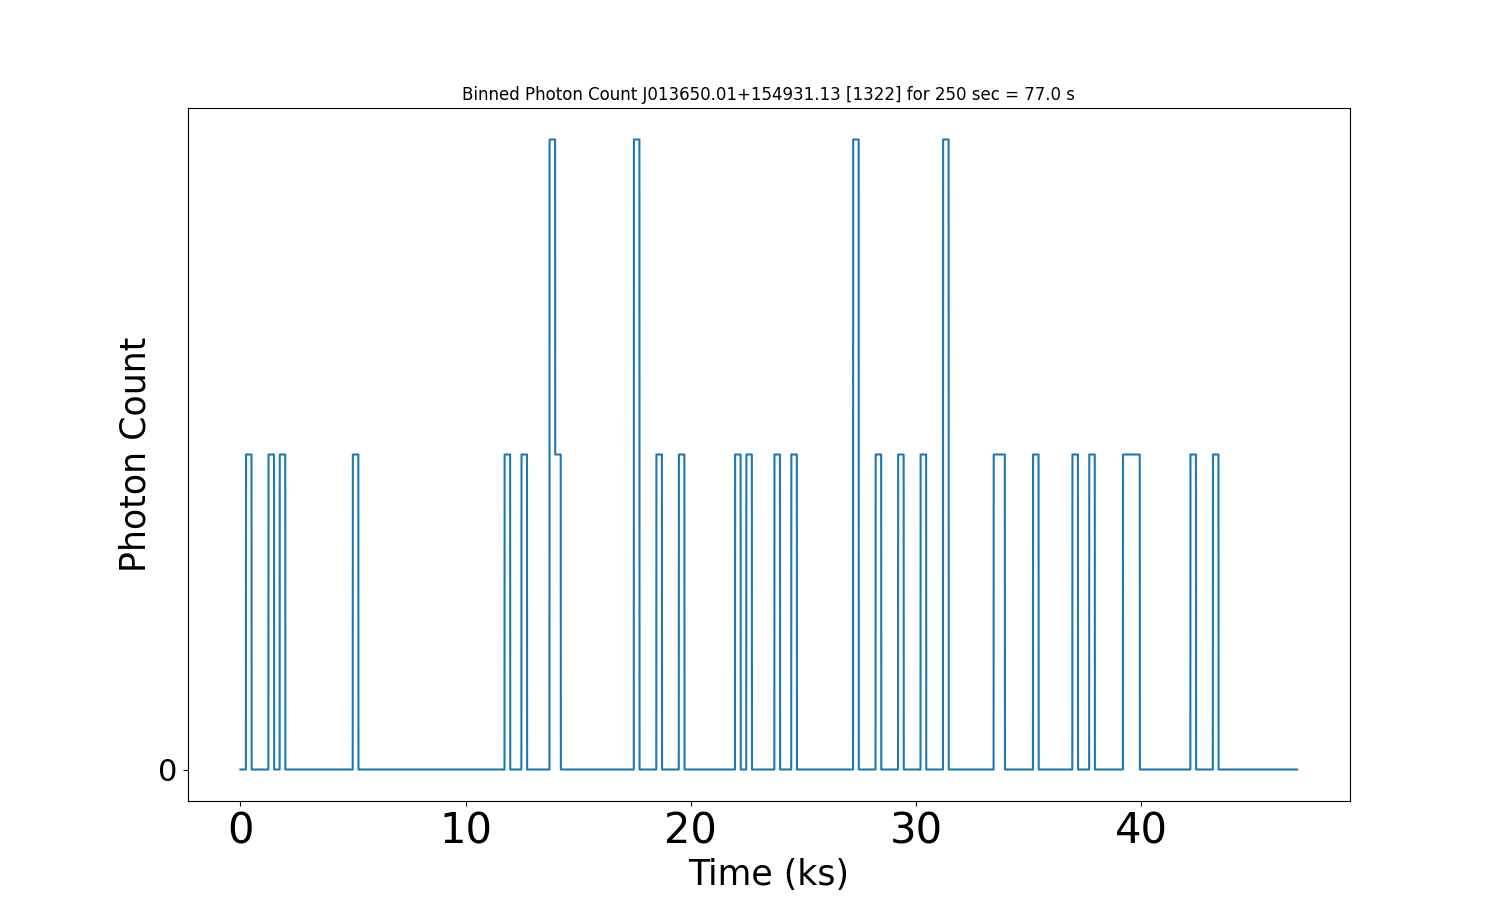 Binned Photon Count J013650.01+154931.13 [1322] for 250 sec = 77.0 s
Photon Count
0
0 10 20 30 40
Time (ks)